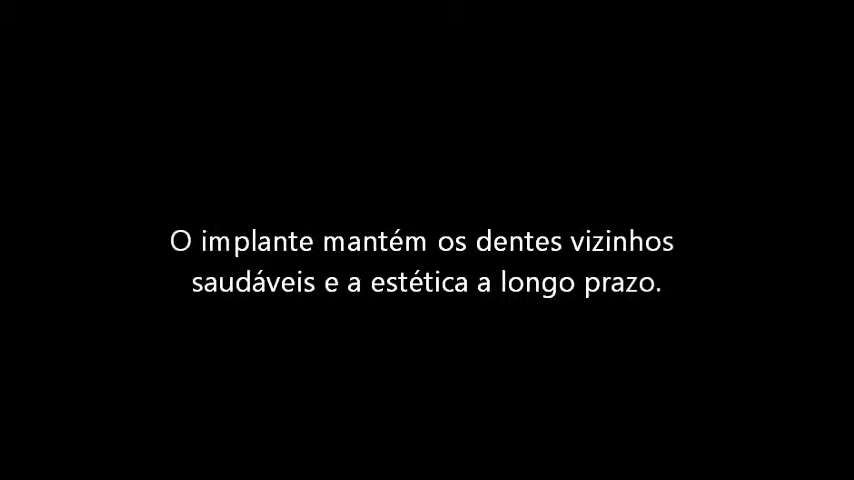 O implante mantém os dentes vizinhos
saudáveis e a estética a longo prazo.